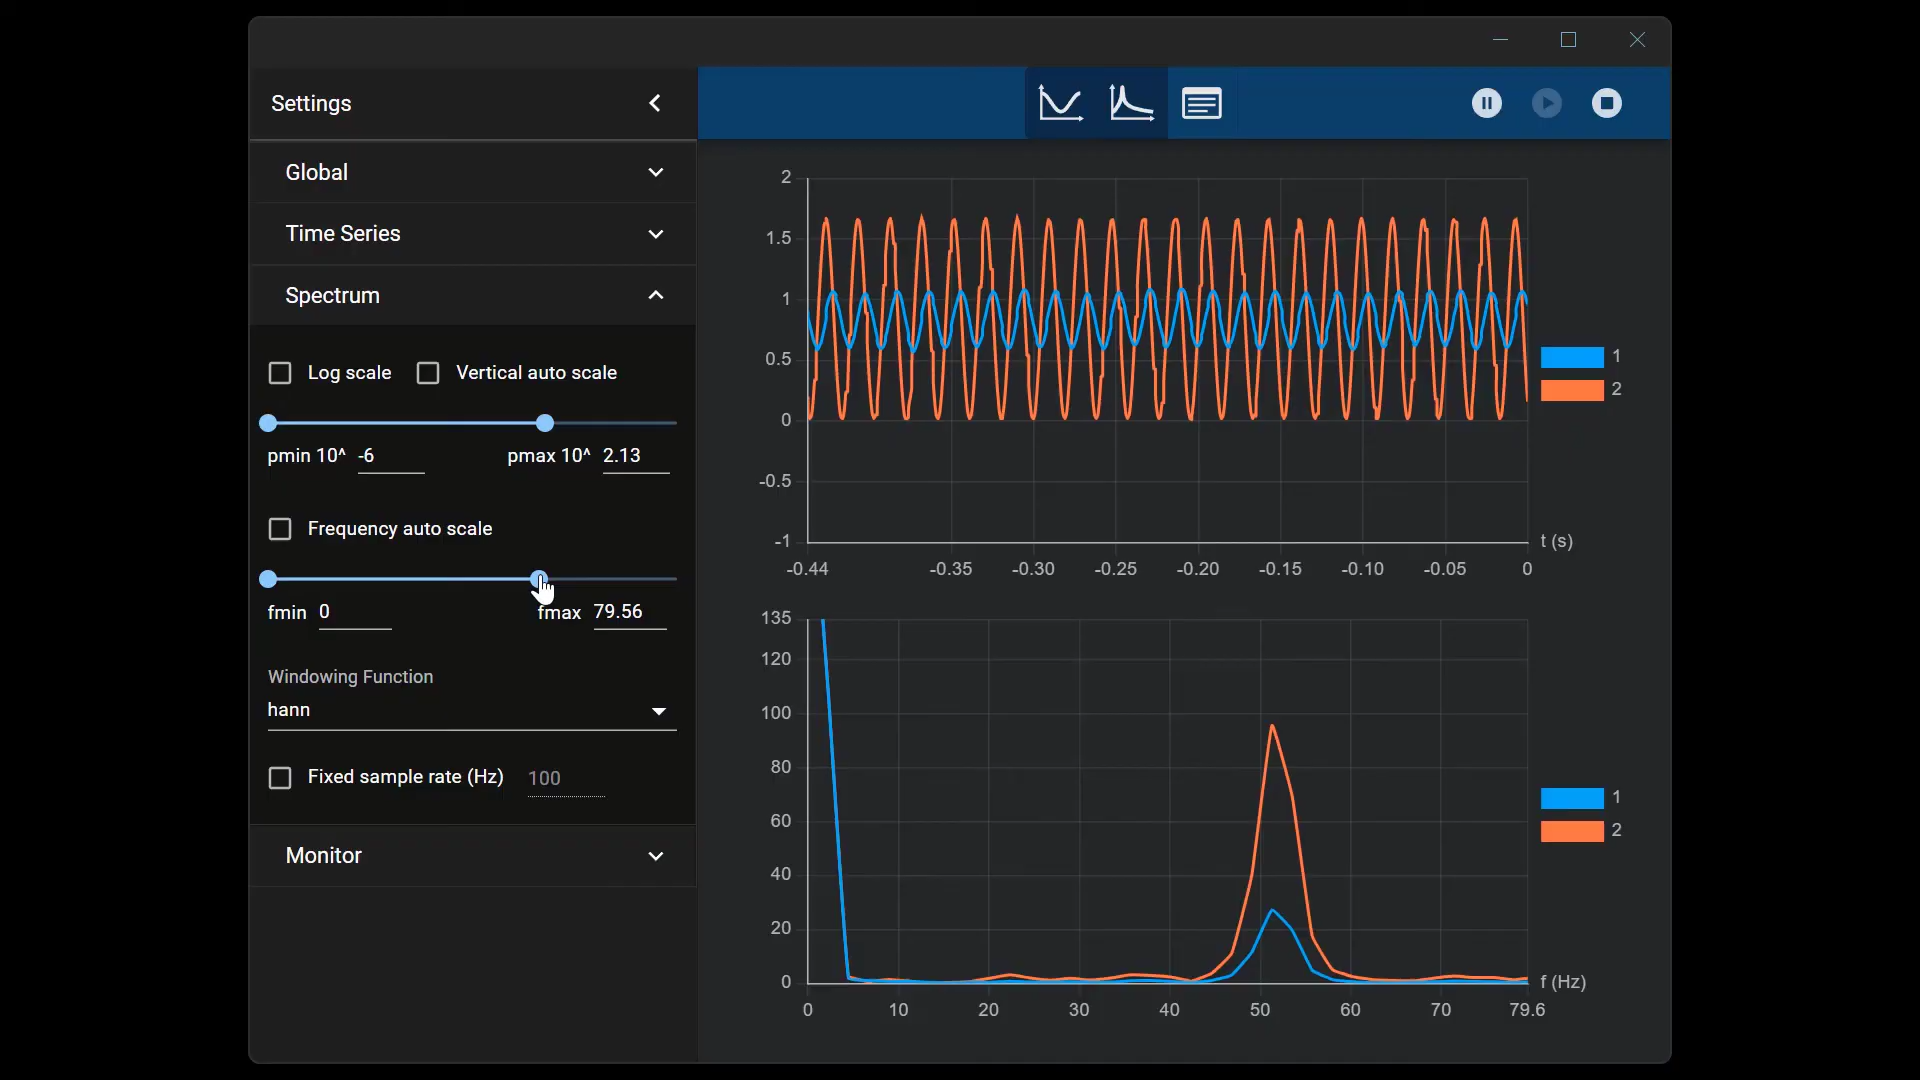 Settings
Global
Time Series
Spectrum
Log scale
Vertical auto scale
pmin 10^ -6
pmax 10^ 2.13
Frequency auto scale
fmin 0
fmax 79.56
Windowing Function
hann
Fixed sample rate (Hz) 100
Monitor
2
1.5
1
0.5
0
-0.5
-1
t (s)
-0.44 -0.35 -0.30 -0.25 -0.20 -0.15 -0.10 -0.05 0
1
2
135
120
100
80
60
40
20
0
f (Hz)
0 10 20 30 40 50 60 70 79.6
1
2